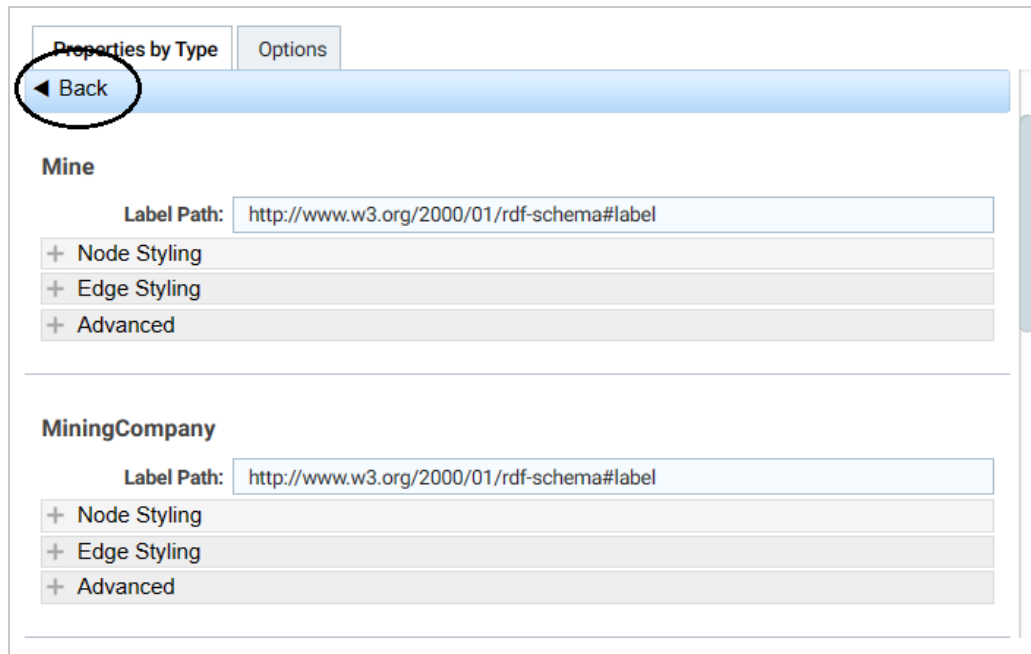 Properties by Type Options
Back
Mine
Label Path: http://www.w3.org/2000/01/rdf-schema#label
Node Styling
Edge Styling
Advanced
MiningCompany
Label Path: http://www.w3.org/2000/01/rdf-schema#label
Node Styling
Edge Styling
Advanced